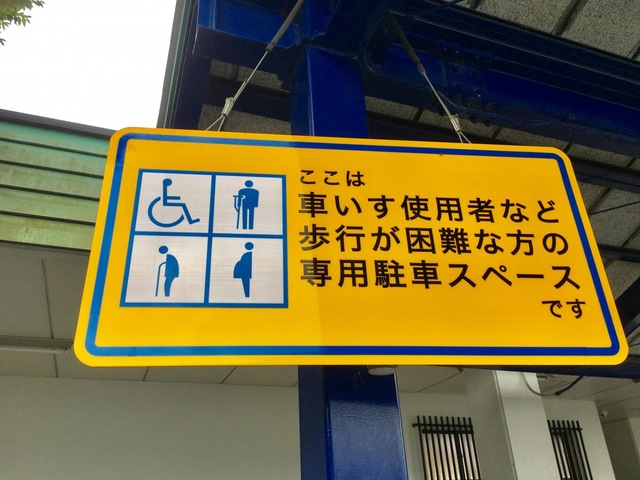 ここは
車いす使用者など
歩行が困難な方の
専用駐車スペース
です